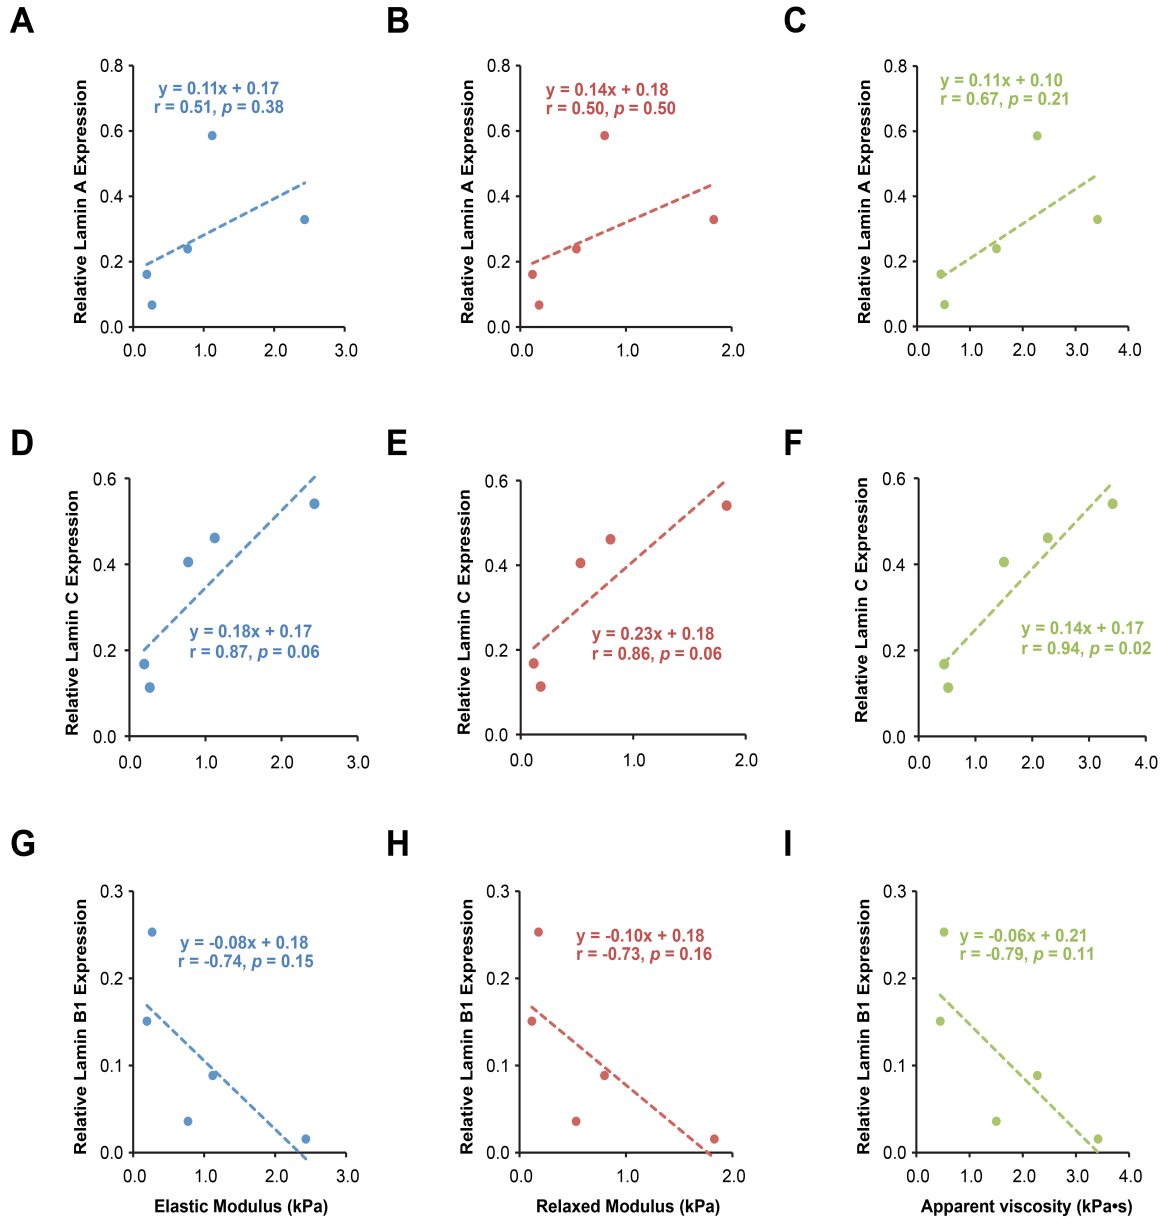 A
B
C
Relative Lamin A Expression
0.8
0.6
0.4
0.2
0.0
y = 0.11x + 0.17
r = 0.51, p = 0.38
0.0
1.0
2.0
3.0
Relative Lamin A Expression
0.8
0.6
0.4
0.2
0.0
y = 0.14x + 0.18
r = 0.50, p = 0.50
0.0
1.0
2.0
Relative Lamin A Expression
0.8
0.6
0.4
0.2
0.0
y = 0.11x + 0.10
r = 0.67, p = 0.21
0.0
1.0
2.0
3.0
4.0
D
E
F
Relative Lamin C Expression
0.6
0.4
0.2
0.0
y = 0.18x + 0.17
r = 0.87, p = 0.06
0.0
1.0
2.0
3.0
Relative Lamin C Expression
0.6
0.4
0.2
0.0
y = 0.23x + 0.18
r = 0.86, p = 0.06
0.0
1.0
2.0
Relative Lamin C Expression
0.6
0.4
0.2
0.0
y = 0.14x + 0.17
r = 0.94, p = 0.02
0.0
1.0
2.0
3.0
4.0
G
H
I
Relative Lamin B1 Expression
0.3
0.2
0.1
0.0
y = -0.08x + 0.18
r = -0.74, p = 0.15
0.0
1.0
2.0
3.0
Elastic Modulus (kPa)
Relative Lamin B1 Expression
0.3
0.2
0.1
0.0
y = -0.10x + 0.18
r = -0.73, p = 0.16
0.0
1.0
2.0
Relaxed Modulus (kPa)
Relative Lamin B1 Expression
0.3
0.2
0.1
0.0
y = -0.06x + 0.21
r = -0.79, p = 0.11
0.0
1.0
2.0
3.0
4.0
Apparent viscosity (kPa•s)